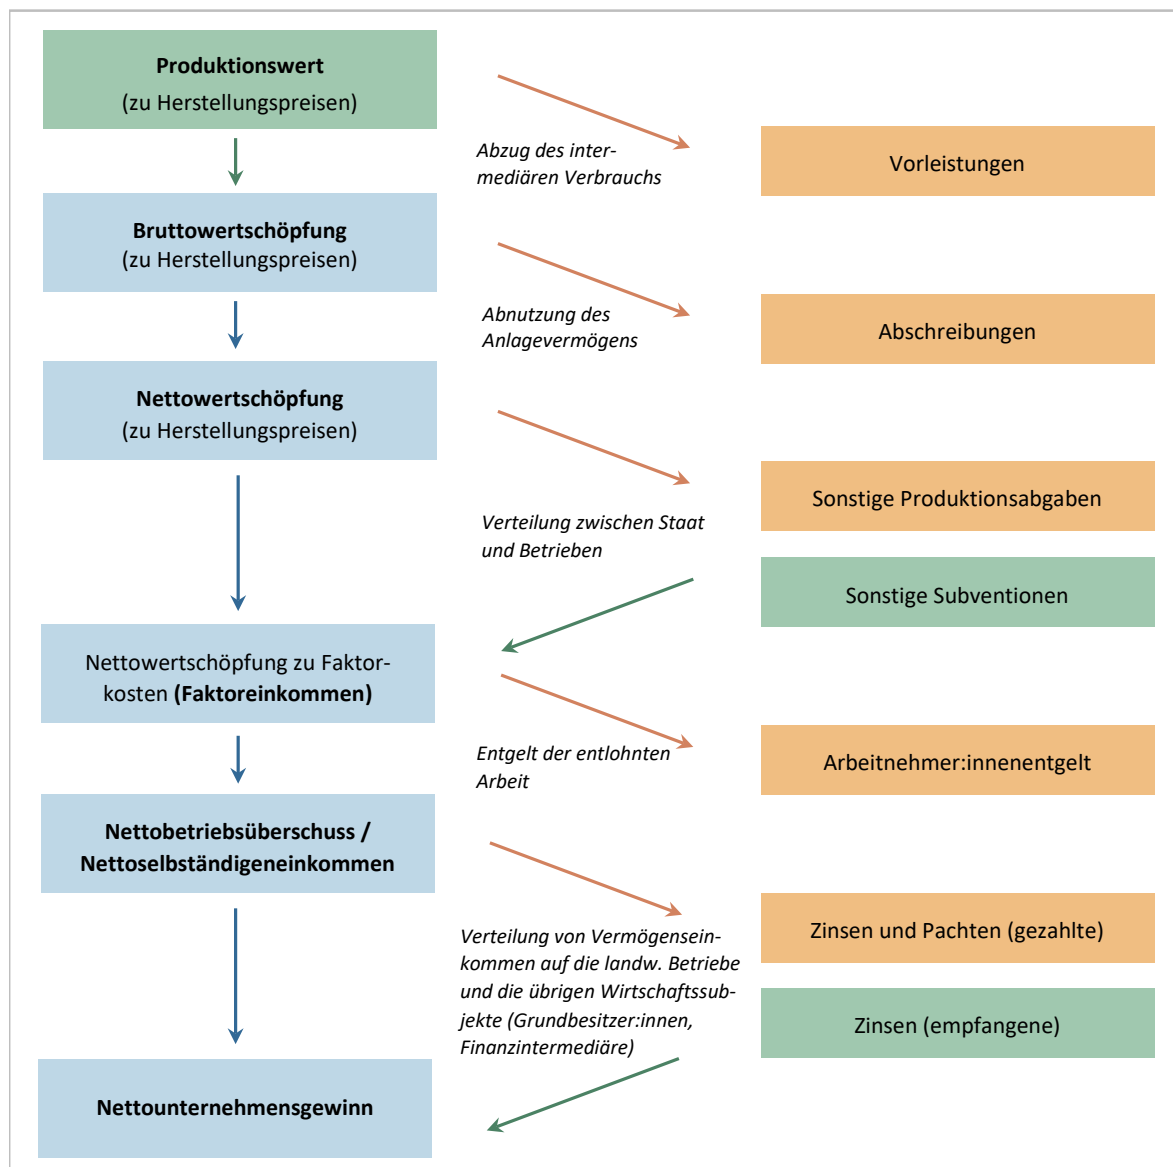 Produktionswert
(zu Herstellungspreisen)
Abzug des inter-
mediären Verbrauchs
Vorleistungen
Bruttowertschöpfung
(zu Herstellungspreisen)
Abnutzung des
Anlagevermögens
Abschreibungen
Nettowertschöpfung
(zu Herstellungspreisen)
Verteilung zwischen Staat
und Betrieben
Sonstige Produktionsabgaben
Sonstige Subventionen
Nettowertschöpfung zu Faktor-
kosten (Faktoreinkommen)
Entgelt der entlohnten
Arbeit
Arbeitnehmer:innenentgelt
Nettobetriebsüberschuss /
Nettoselbständigeneinkommen
Verteilung von Vermögensein-
kommen auf die landw. Betriebe
und die übrigen Wirtschaftssub-
jekte (Grundbesitzer:innen,
Finanzintermediäre)
Zinsen und Pachten (gezahlte)
Zinsen (empfangene)
Nettounternehmensgewinn